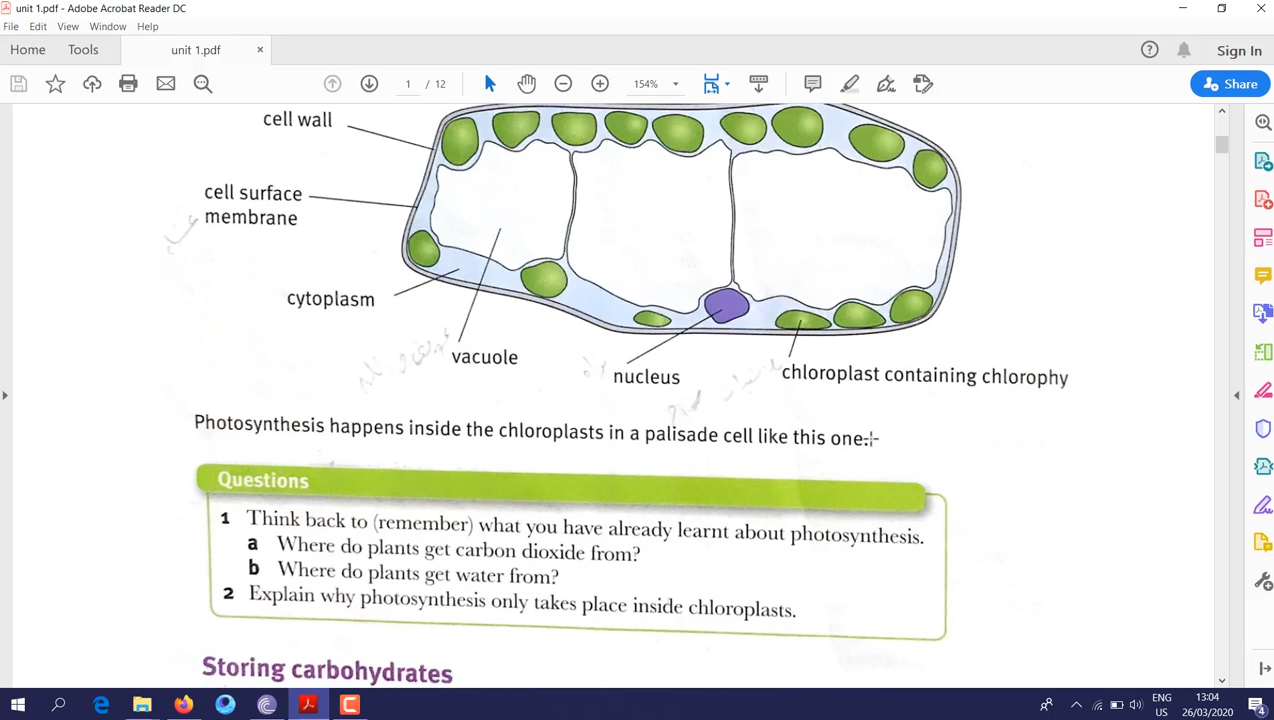 unit 1.pdf - Adobe Acrobat Reader DC
File Edit View Window Help
Home Tools unit 1.pdf × Sign In
1 / 12 154% Share
cell wall
cell surface
membrane
cytoplasm
vacuole
nucleus
chloroplast containing chlorophy
Photosynthesis happens inside the chloroplasts in a palisade cell like this one.
Questions
1 Think back to (remember) what you have already learnt about photosynthesis.
a Where do plants get carbon dioxide from?
b Where do plants get water from?
2 Explain why photosynthesis only takes place inside chloroplasts.
Storing carbohydrates
ENG 13:04
US 26/03/2020 4